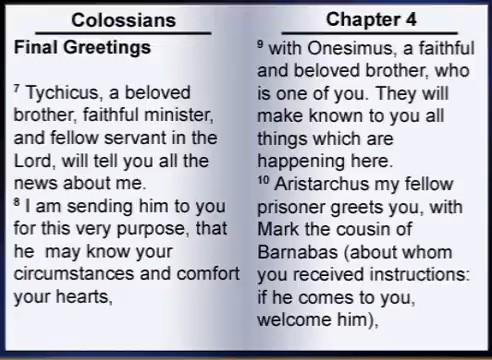 Colossians
Chapter 4
Final Greetings
⁷ Tychicus, a beloved
brother, faithful minister,
and fellow servant in the
Lord, will tell you all the
news about me.
⁸ I am sending him to you
for this very purpose, that
he may know your
circumstances and comfort
your hearts,
⁹ with Onesimus, a faithful
and beloved brother, who
is one of you. They will
make known to you all
things which are
happening here.
¹⁰ Aristarchus my fellow
prisoner greets you, with
Mark the cousin of
Barnabas (about whom
you received instructions:
if he comes to you,
welcome him),